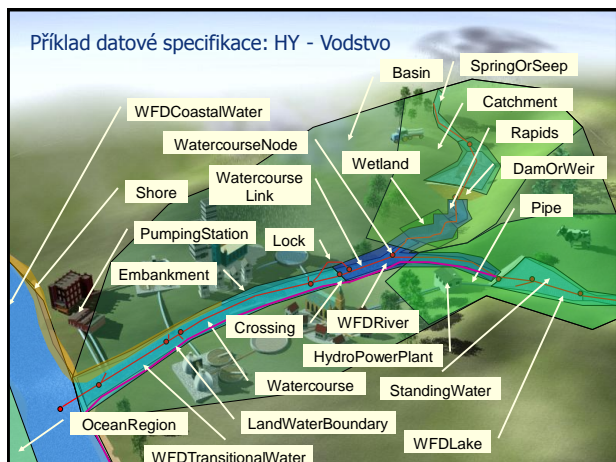 Příklad datové specifikace: HY - Vodstvo
SpringOrSeep
Basin
Catchment
WFDCoastalWater
Rapids
WatercourseNode
Wetland
DamOrWeir
Shore
Watercourse
Link
Pipe
PumpingStation
Lock
Embankment
Crossing
WFDRiver
HydroPowerPlant
Watercourse
StandingWater
OceanRegion
LandWaterBoundary
WFDLake
WFDTransitionalWater